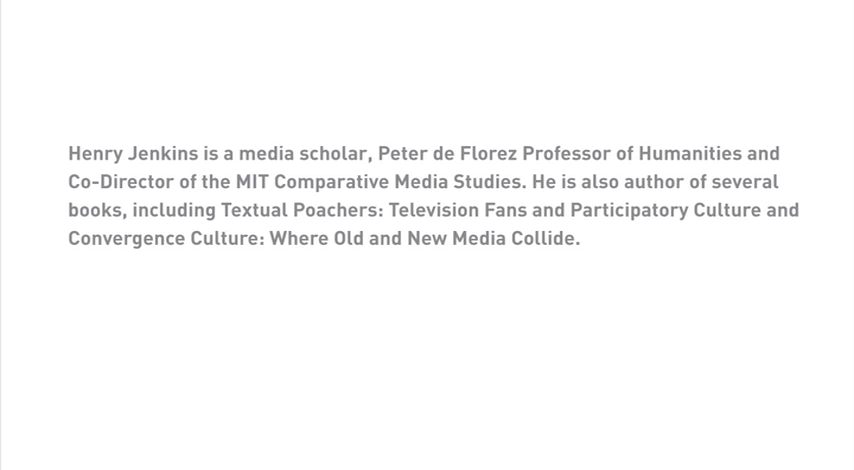 Henry Jenkins is a media scholar, Peter de Florez Professor of Humanities and
Co-Director of the MIT Comparative Media Studies. He is also author of several
books, including Textual Poachers: Television Fans and Participatory Culture and
Convergence Culture: Where Old and New Media Collide.